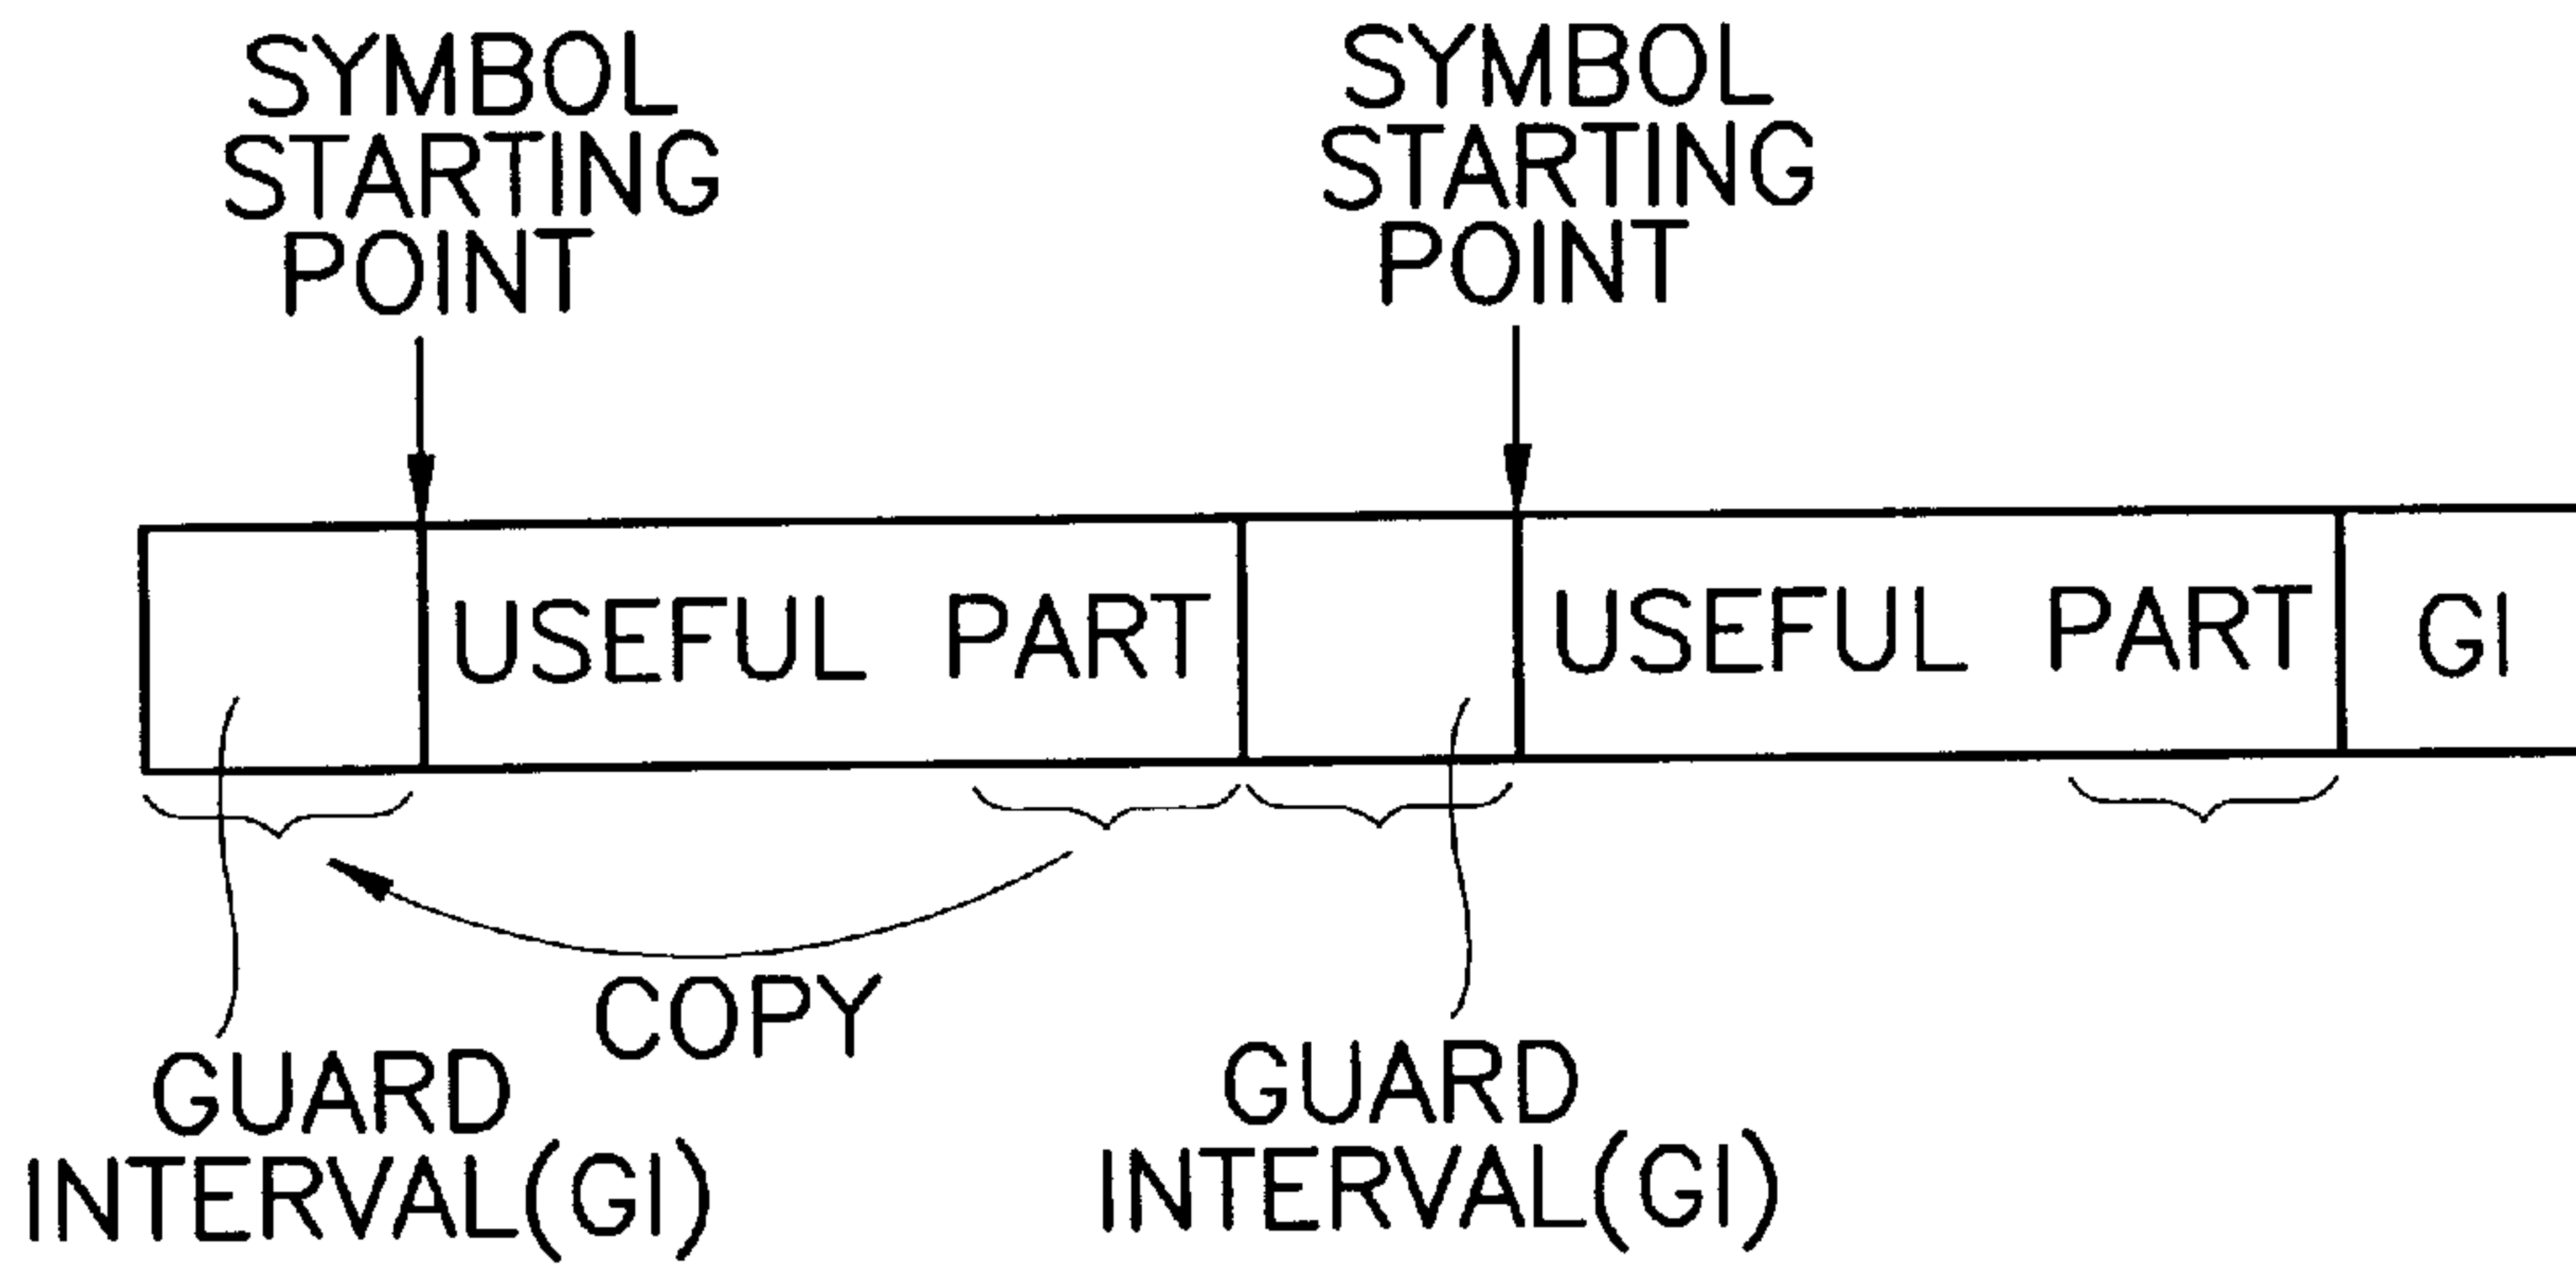 SYMBOL
STARTING
POINT
SYMBOL
STARTING
POINT
USEFUL PART
USEFUL PART
GI
COPY
GUARD
INTERVAL(GI)
GUARD
INTERVAL(GI)